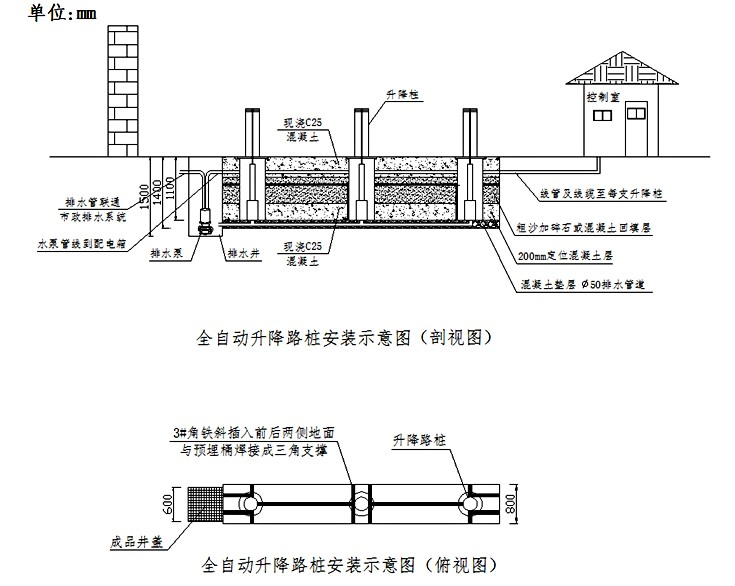 单位:mm
升降柱
控制室
现浇C25
混凝土
1500
1400
1100
排水管联通
市政排水系统
线管及线缆至每支升降柱
水泵管线到配电箱
粗沙加碎石或混凝土回填层
排水泵
排水井
现浇C25
混凝土
200mm定位混凝土层
混凝土垫层 Ø50排水管道
全自动升降路桩安装示意图(剖视图)
3#角铁斜插入前后两侧地面
与预埋桶焊接成三角支撑
升降路桩
600
800
成品井盖
全自动升降路桩安装示意图(俯视图)